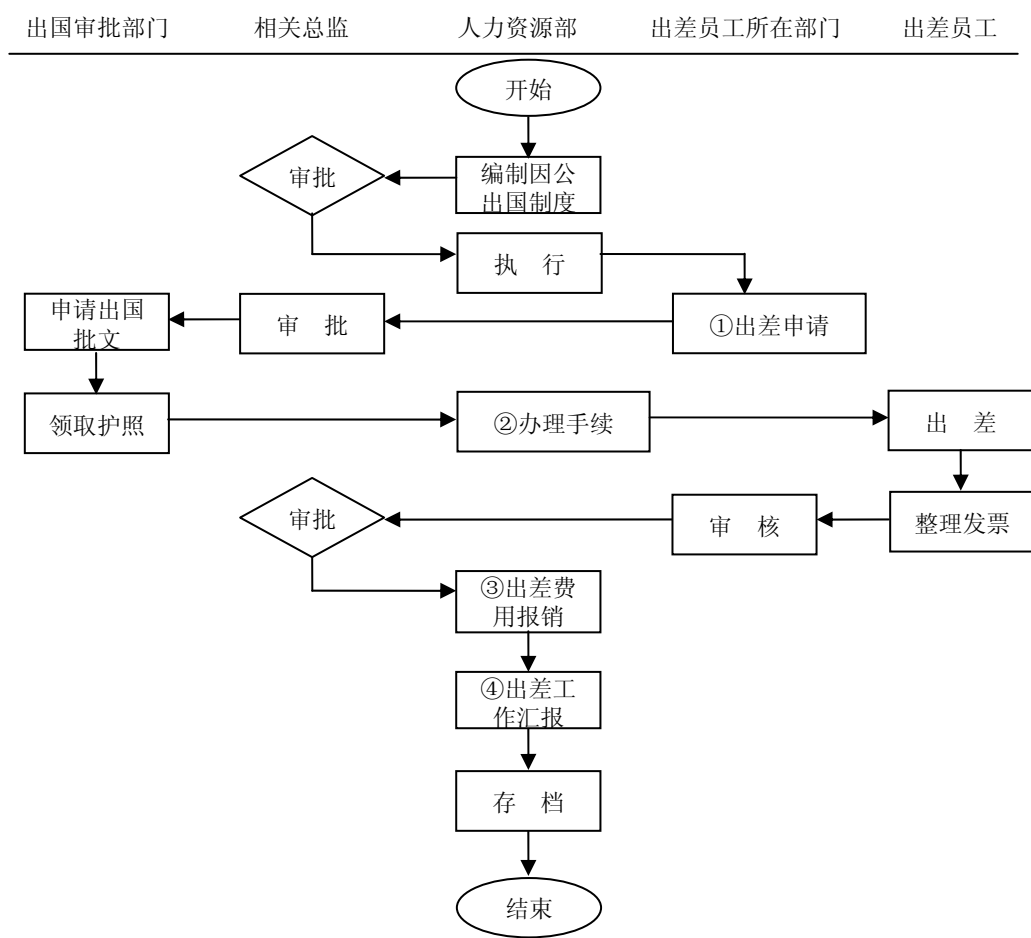 出国审批部门 相关总监 人力资源部 出差员工所在部门 出差员工
开始
审批
编制因公
出国制度
执 行
申请出国
批文
审 批
①出差申请
领取护照
②办理手续
出 差
审批
审 核
整理发票
③出差费
用报销
④出差工
作汇报
存 档
结束